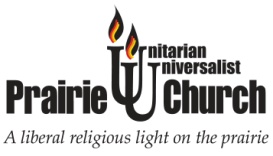 Unitarian
Universalist
Prairie Church
A liberal religious light on the prairie